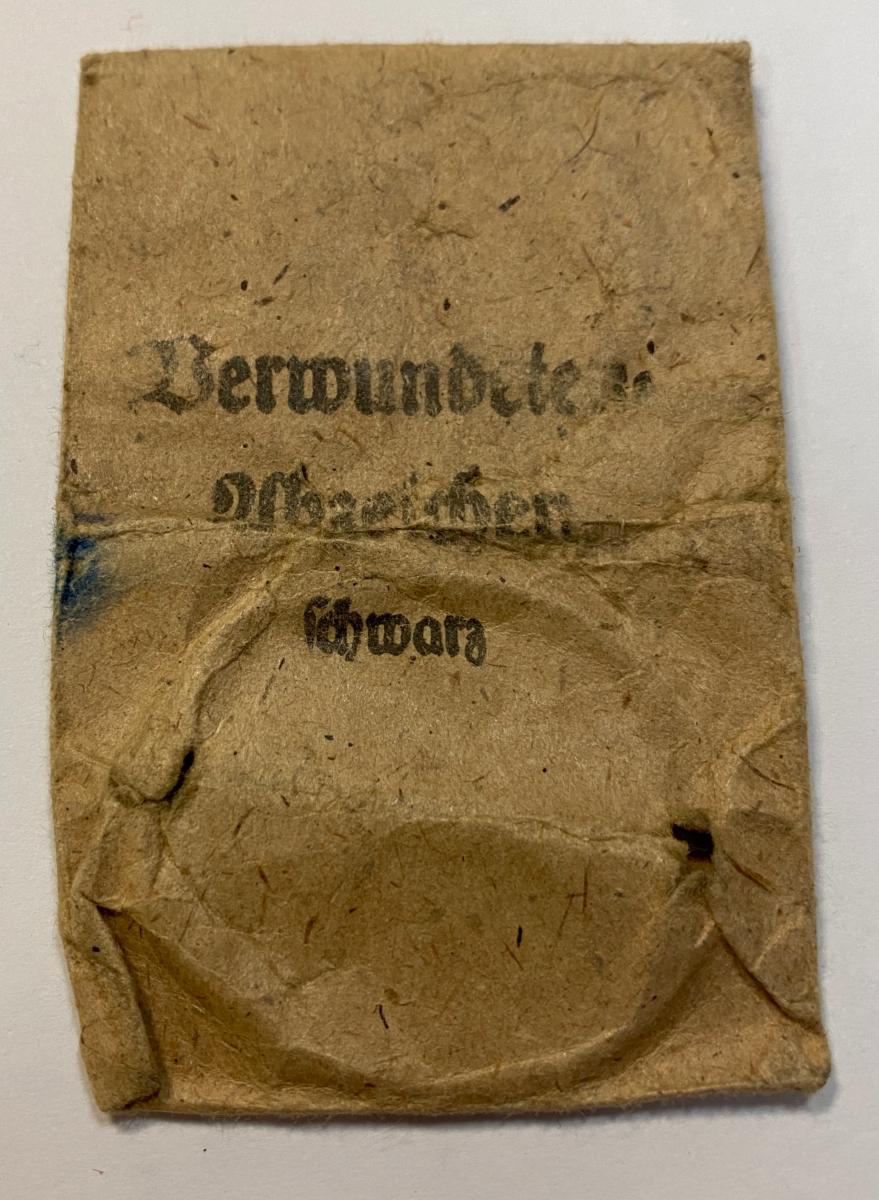 Verwundeten-
Abzeichen
schwarz